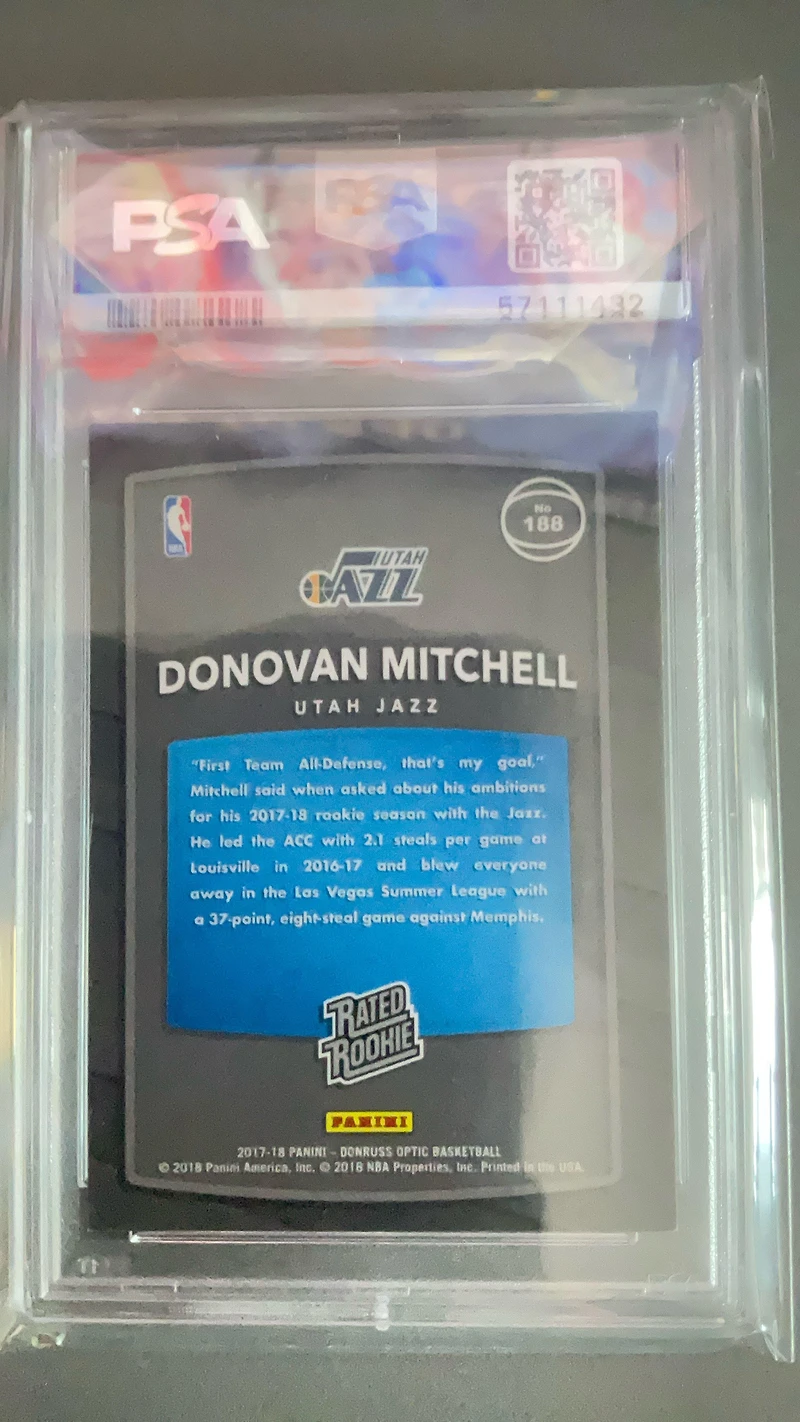 PSA
PSA
57111432
NBA
No
188
UTAH
JAZZ
DONOVAN MITCHELL
UTAH JAZZ
"First Team All-Defense, that's my goal,"
Mitchell said when asked about his ambitions
for his 2017-18 rookie season with the Jazz.
He led the ACC with 2.1 steals per game at
Louisville in 2016-17 and blew everyone
away in the Las Vegas Summer League with
a 37-point, eight-steal game against Memphis.
RATED
ROOKIE
PANINI
2017-18 PANINI - DONRUSS OPTIC BASKETBALL
© 2018 Panini America, Inc. © 2018 NBA Properties, Inc. Printed in the USA.